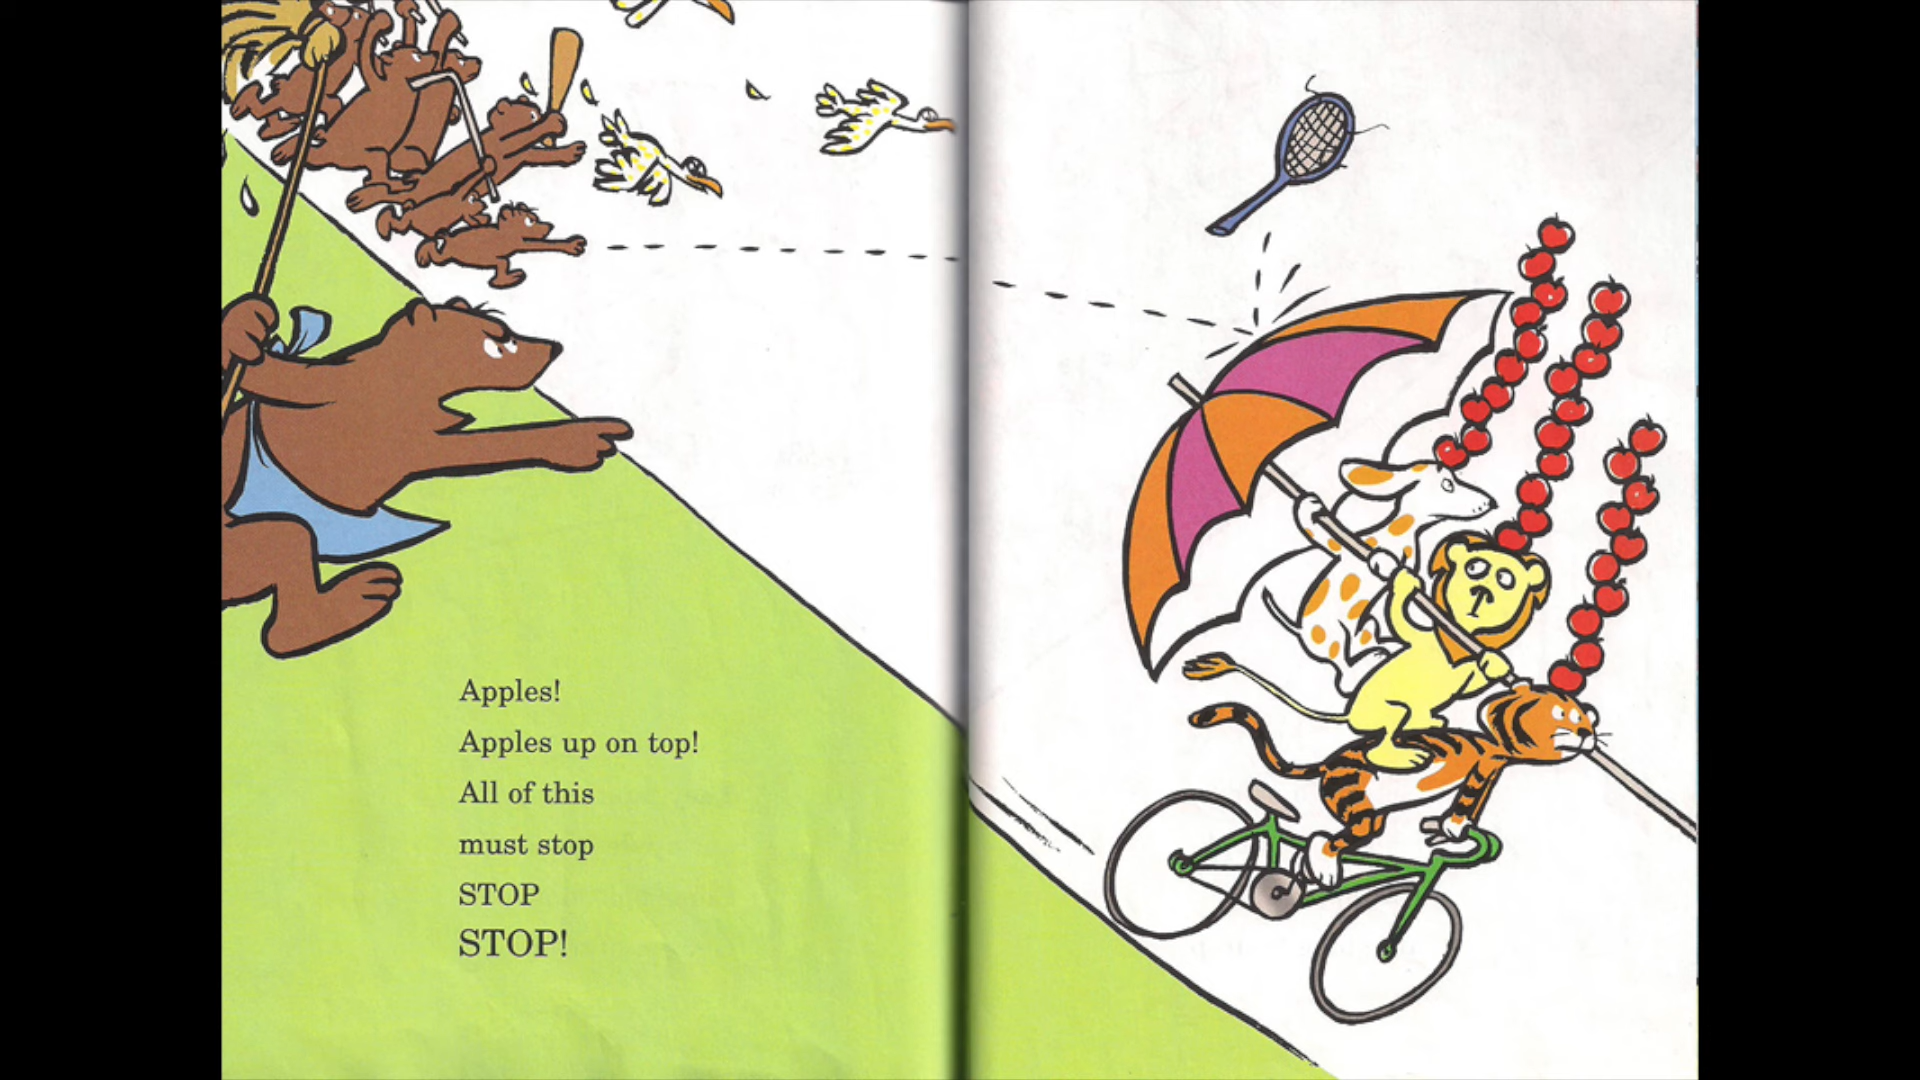 Apples!
Apples up on top!
All of this
must stop
STOP
STOP!